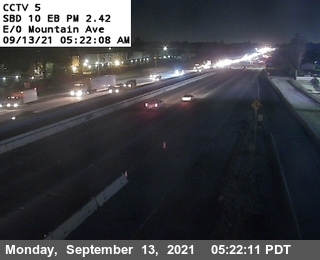 CCTV 5
SBD 10 EB PM 2.42
E/O Mountain Ave
09/13/21 05:22:08 AM
Monday, September 13, 2021 05:22:11 PDT